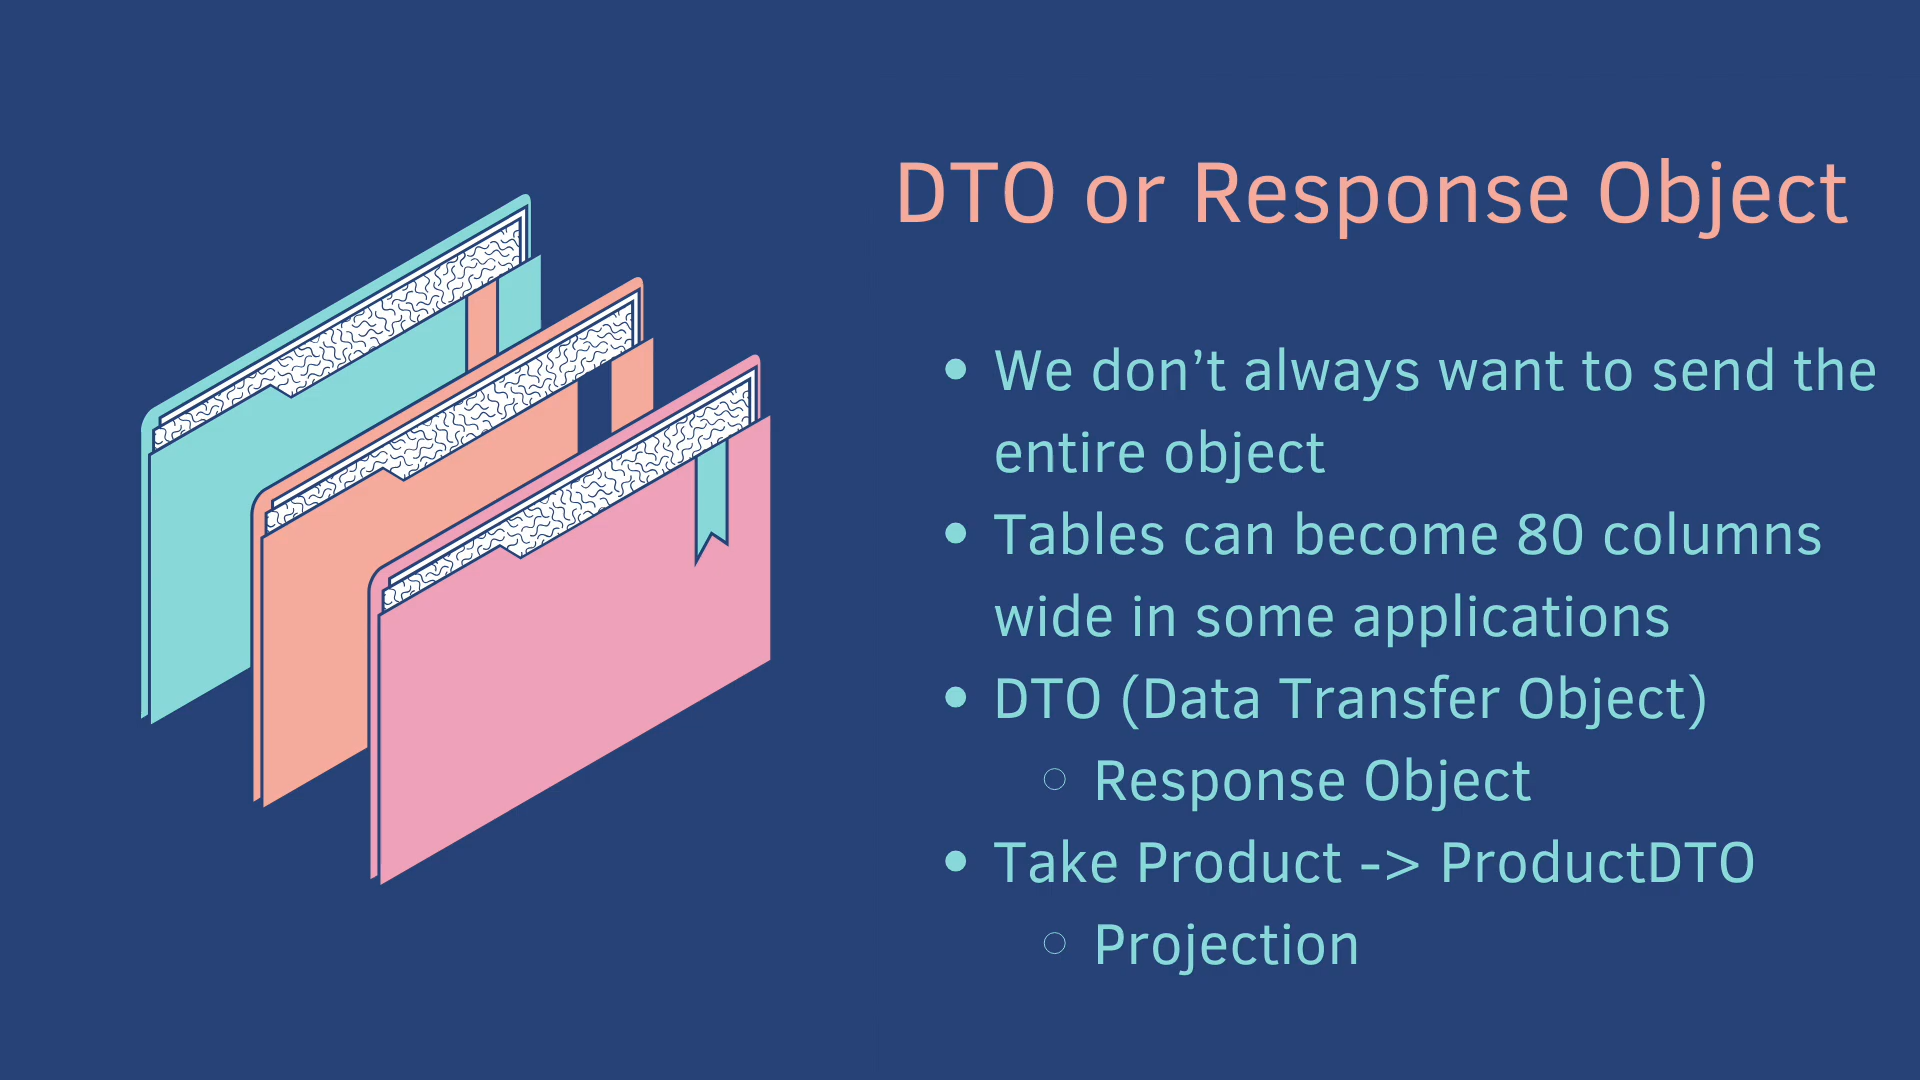 DTO or Response Object
• We don’t always want to send the
entire object
• Tables can become 80 columns
wide in some applications
• DTO (Data Transfer Object)
○ Response Object
• Take Product -> ProductDTO
○ Projection